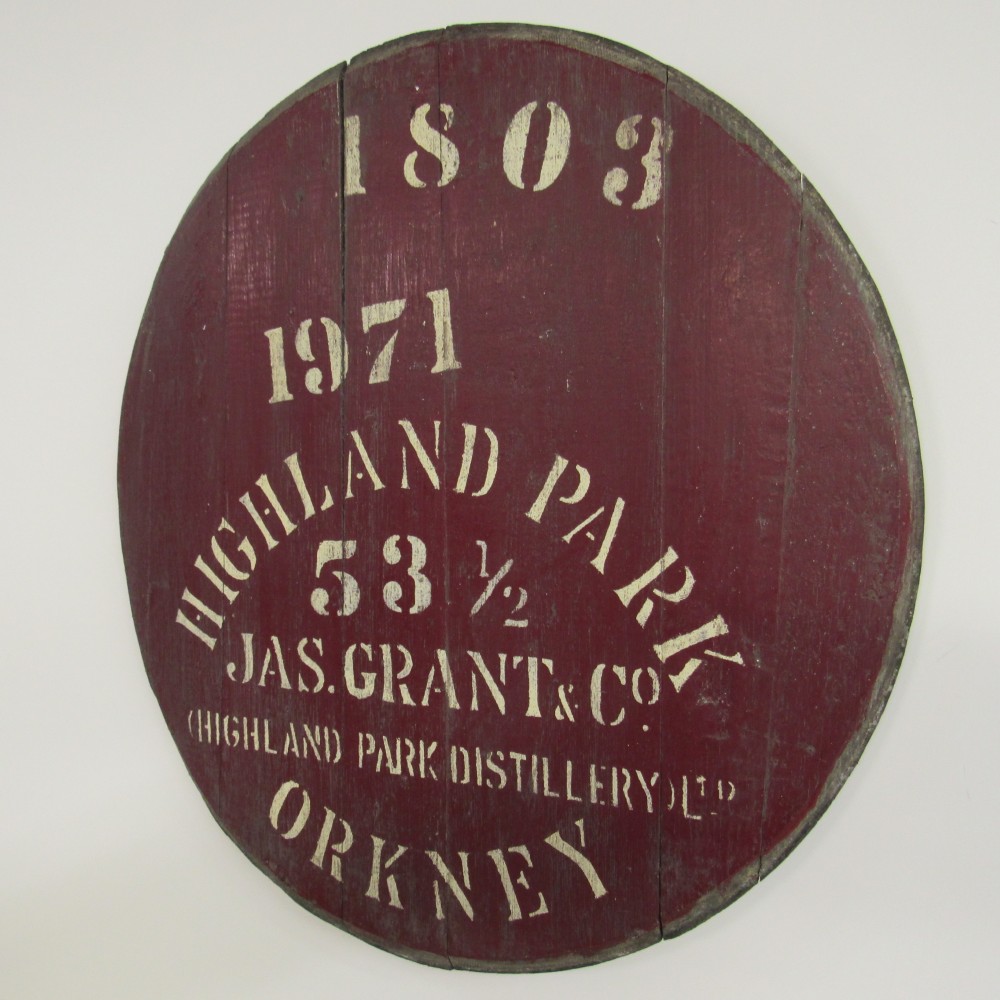 1803
1971
HIGHLAND PARK
53 ½
JAS. GRANT & Co.
(HIGHLAND PARK DISTILLERY) LTD
ORKNEY